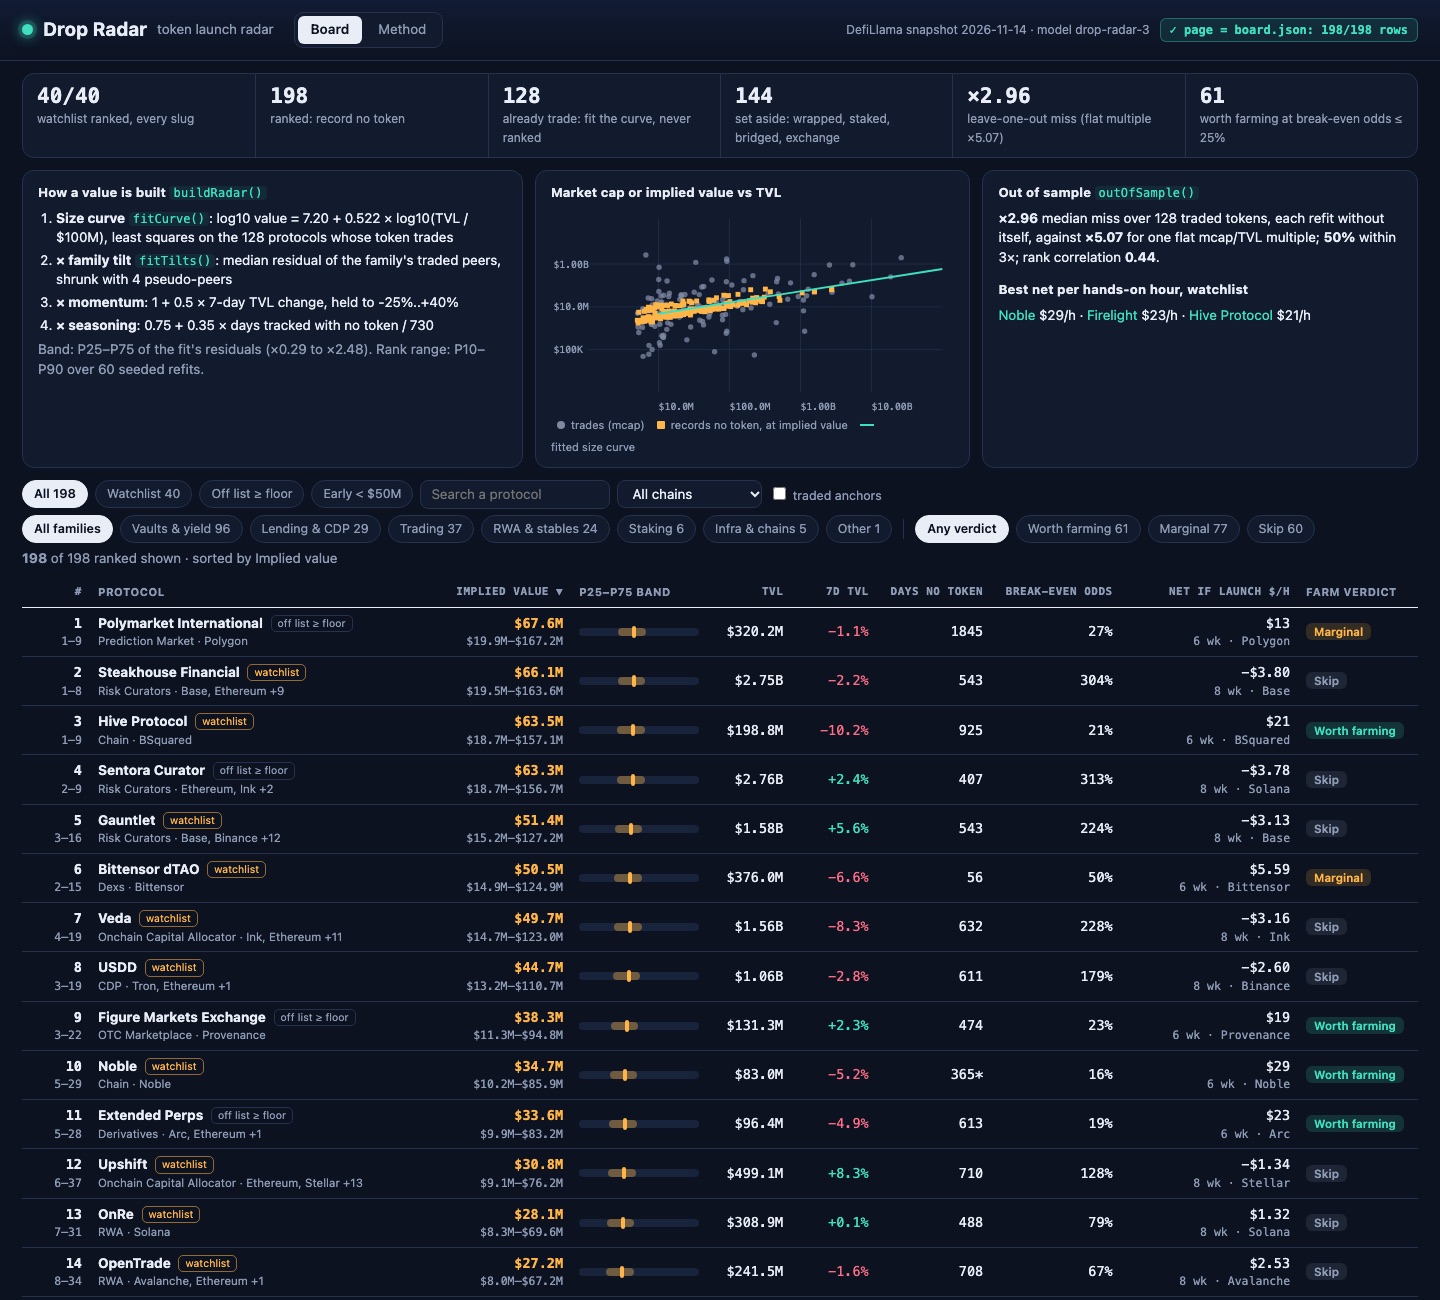 Drop Radar token launch radar Board Method DefiLlama snapshot 2026-11-14 · model drop-radar-3 ✓ page = board.json: 198/198 rows
40/40
watchlist ranked, every slug
198
ranked: record no token
128
already trade: fit the curve, never
ranked
144
set aside: wrapped, staked,
bridged, exchange
×2.96
leave-one-out miss (flat multiple
×5.07)
61
worth farming at break-even odds ≤
25%
How a value is built buildRadar()
1. Size curve fitCurve(): log10 value = 7.20 + 0.522 × log10(TVL /
$100M), least squares on the 128 protocols whose token trades
2. × family tilt fitTilts(): median residual of the family's traded peers,
shrunk with 4 pseudo-peers
3. × momentum: 1 + 0.5 × 7-day TVL change, held to -25%..+40%
4. × seasoning: 0.75 + 0.35 × days tracked with no token / 730
Band: P25–P75 of the fit's residuals (×0.29 to ×2.48). Rank range: P10–
P90 over 60 seeded refits.
Market cap or implied value vs TVL
$1.00B
$10.0M
$100K
$10.0M $100.0M $1.00B $10.00B
trades (mcap) records no token, at implied value
fitted size curve
Out of sample outOfSample()
×2.96 median miss over 128 traded tokens, each refit without
itself, against ×5.07 for one flat mcap/TVL multiple; 50% within
3×; rank correlation 0.44.
Best net per hands-on hour, watchlist
Noble $29/h · Firelight $23/h · Hive Protocol $21/h
All 198 Watchlist 40 Off list ≥ floor Early < $50M Search a protocol All chains traded anchors
All families Vaults & yield 96 Lending & CDP 29 Trading 37 RWA & stables 24 Staking 6 Infra & chains 5 Other 1 Any verdict Worth farming 61 Marginal 77 Skip 60
198 of 198 ranked shown · sorted by Implied value
# PROTOCOL IMPLIED VALUE ▼ P25–P75 BAND TVL 7D TVL DAYS NO TOKEN BREAK-EVEN ODDS NET IF LAUNCH $/H FARM VERDICT
1 Polymarket International off list ≥ floor $67.6M $320.2M −1.1% 1845 27% $13 Marginal
1–9 Prediction Market · Polygon $19.9M–$167.2M 6 wk · Polygon
2 Steakhouse Financial watchlist $66.1M $2.75B −2.2% 543 304% −$3.80 Skip
1–8 Risk Curators · Base, Ethereum +9 $19.5M–$163.6M 8 wk · Base
3 Hive Protocol watchlist $63.5M $198.8M −10.2% 925 21% $21 Worth farming
1–9 Chain · BSquared $18.7M–$157.1M 6 wk · BSquared
4 Sentora Curator off list ≥ floor $63.3M $2.76B +2.4% 407 313% −$3.78 Skip
2–9 Risk Curators · Ethereum, Ink +2 $18.7M–$156.7M 8 wk · Solana
5 Gauntlet watchlist $51.4M $1.58B +5.6% 543 224% −$3.13 Skip
3–16 Risk Curators · Base, Binance +12 $15.2M–$127.2M 8 wk · Base
6 Bittensor dTAO watchlist $50.5M $376.0M −6.6% 56 50% $5.59 Marginal
2–15 Dexs · Bittensor $14.9M–$124.9M 6 wk · Bittensor
7 Veda watchlist $49.7M $1.56B −8.3% 632 228% −$3.16 Skip
4–19 Onchain Capital Allocator · Ink, Ethereum +11 $14.7M–$123.0M 8 wk · Ink
8 USDD watchlist $44.7M $1.06B −2.8% 611 179% −$2.60 Skip
3–19 CDP · Tron, Ethereum +1 $13.2M–$110.7M 8 wk · Binance
9 Figure Markets Exchange off list ≥ floor $38.3M $131.3M +2.3% 474 23% $19 Worth farming
3–22 OTC Marketplace · Provenance $11.3M–$94.8M 6 wk · Provenance
10 Noble watchlist $34.7M $83.0M −5.2% 365* 16% $29 Worth farming
5–29 Chain · Noble $10.2M–$85.9M 6 wk · Noble
11 Extended Perps off list ≥ floor $33.6M $96.4M −4.9% 613 19% $23 Worth farming
5–28 Derivatives · Arc, Ethereum +1 $9.9M–$83.2M 6 wk · Arc
12 Upshift watchlist $30.8M $499.1M +8.3% 710 128% −$1.34 Skip
6–37 Onchain Capital Allocator · Ethereum, Stellar +13 $9.1M–$76.2M 8 wk · Stellar
13 OnRe watchlist $28.1M $308.9M +0.1% 488 79% $1.32 Skip
7–31 RWA · Solana $8.3M–$69.6M 8 wk · Solana
14 OpenTrade watchlist $27.2M $241.5M −1.6% 708 67% $2.53 Skip
8–34 RWA · Avalanche, Ethereum +1 $8.0M–$67.2M 8 wk · Avalanche